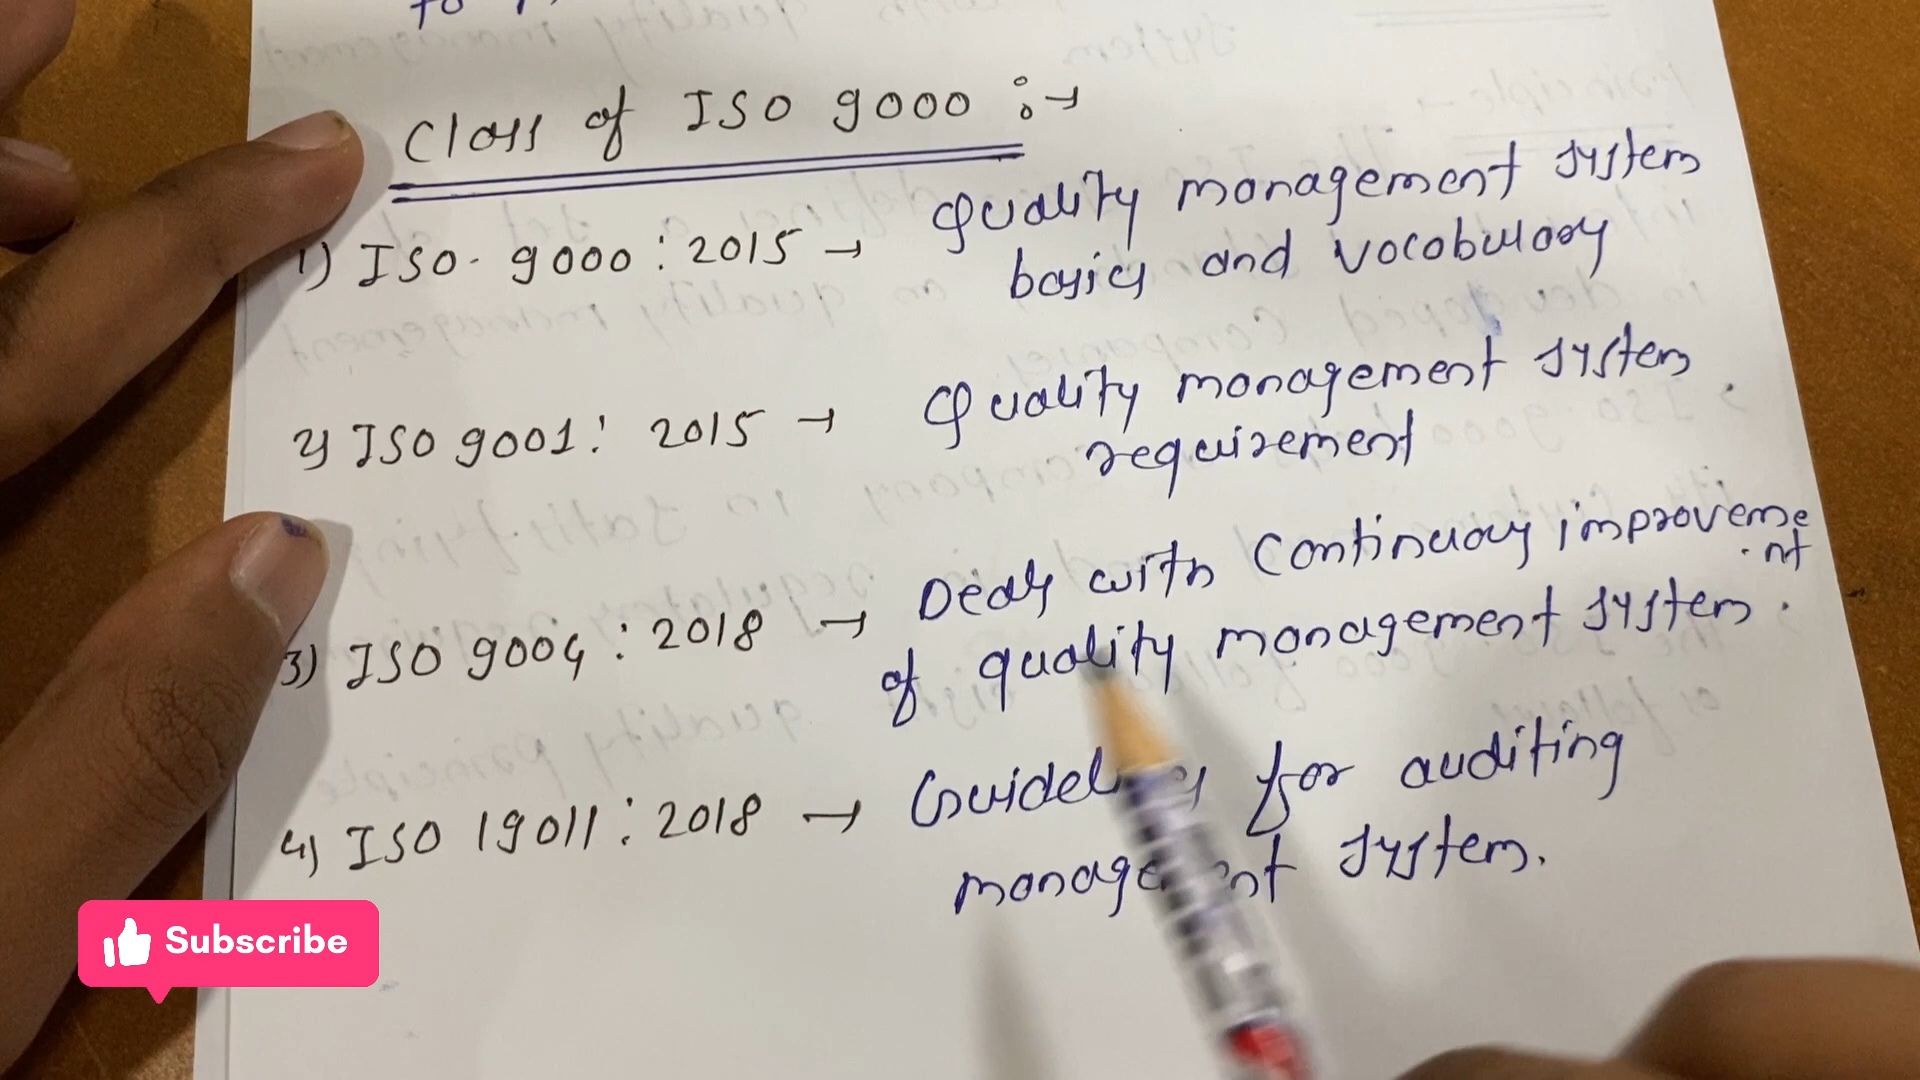 Class of ISO 9000 :→
1) ISO. 9000 : 2015 → Quality management system
basics and vocabulary
2) ISO 9001 : 2015 → Quality management system
requirement
3) ISO 9004 : 2018 → Deals with Continuous improveme
nt
of quality management system.
4) ISO 19011 : 2018 → for auditing
management system.
Subscribe